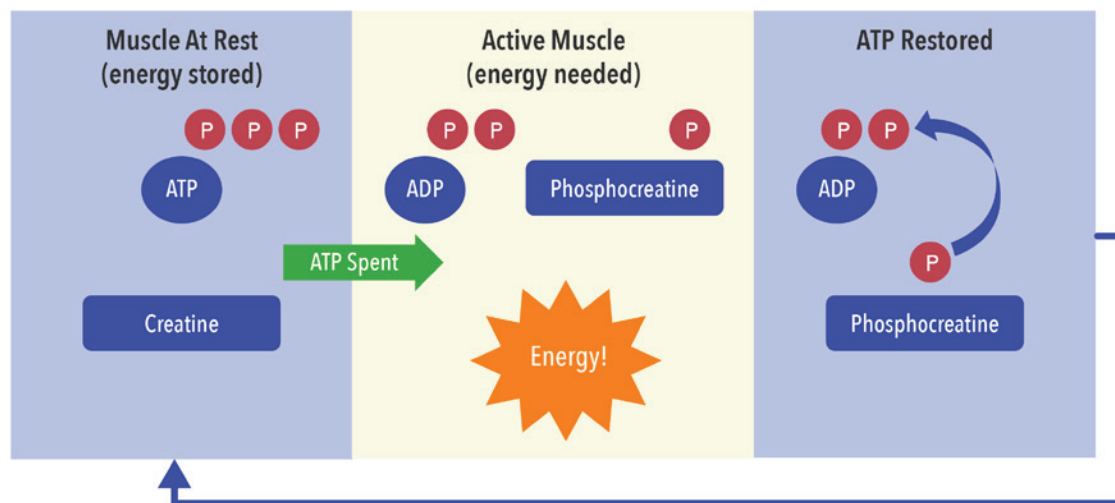 Muscle At Rest
(energy stored)
P P P
ATP
Creatine
ATP Spent
Active Muscle
(energy needed)
P P
ADP
P
Phosphocreatine
Energy!
ATP Restored
P P
ADP
P
Phosphocreatine